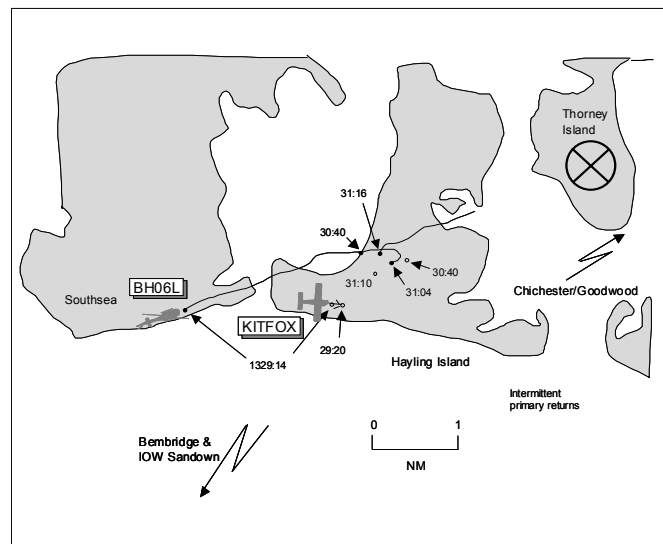 Thorney
Island
31:16
30:40
BH06L
Southsea
31:10
31:04
30:40
Chichester/Goodwood
KITFOX
1329:14
29:20
Hayling Island
Intermittent
primary returns
0
1
NM
Bembridge &
IOW Sandown